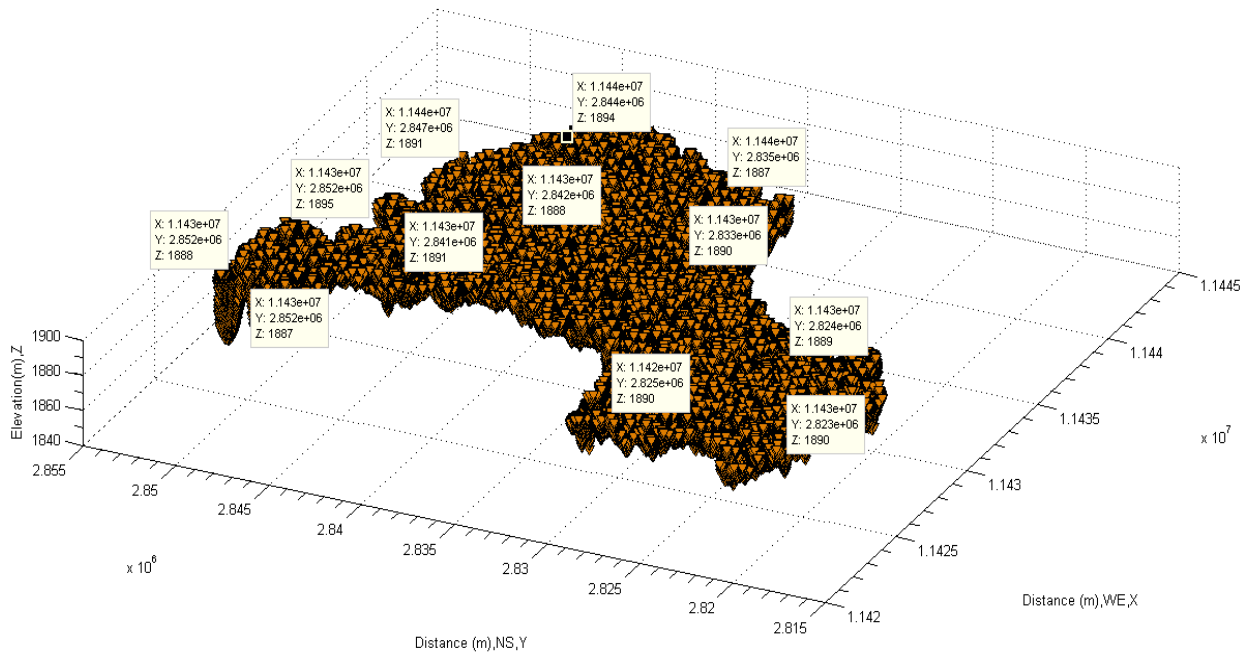 X: 1.144e+07
Y: 2.844e+06
Z: 1894
X: 1.144e+07
Y: 2.847e+06
Z: 1891
X: 1.144e+07
Y: 2.835e+06
Z: 1887
X: 1.143e+07
Y: 2.852e+06
Z: 1895
X: 1.143e+07
Y: 2.842e+06
Z: 1888
X: 1.143e+07
Y: 2.852e+06
Z: 1888
X: 1.143e+07
Y: 2.841e+06
Z: 1891
X: 1.143e+07
Y: 2.833e+06
Z: 1890
X: 1.143e+07
Y: 2.852e+06
Z: 1887
X: 1.143e+07
Y: 2.824e+06
Z: 1889
X: 1.142e+07
Y: 2.825e+06
Z: 1890
X: 1.143e+07
Y: 2.823e+06
Z: 1890
Elevation(m),Z
1900
1880
1860
1840
2.855
2.85
2.845
2.84
2.835
2.83
2.825
2.82
2.815
x 10^6
Distance (m),NS,Y
1.142
1.1425
1.143
1.1435
1.144
1.1445
x 10^7
Distance (m),WE,X